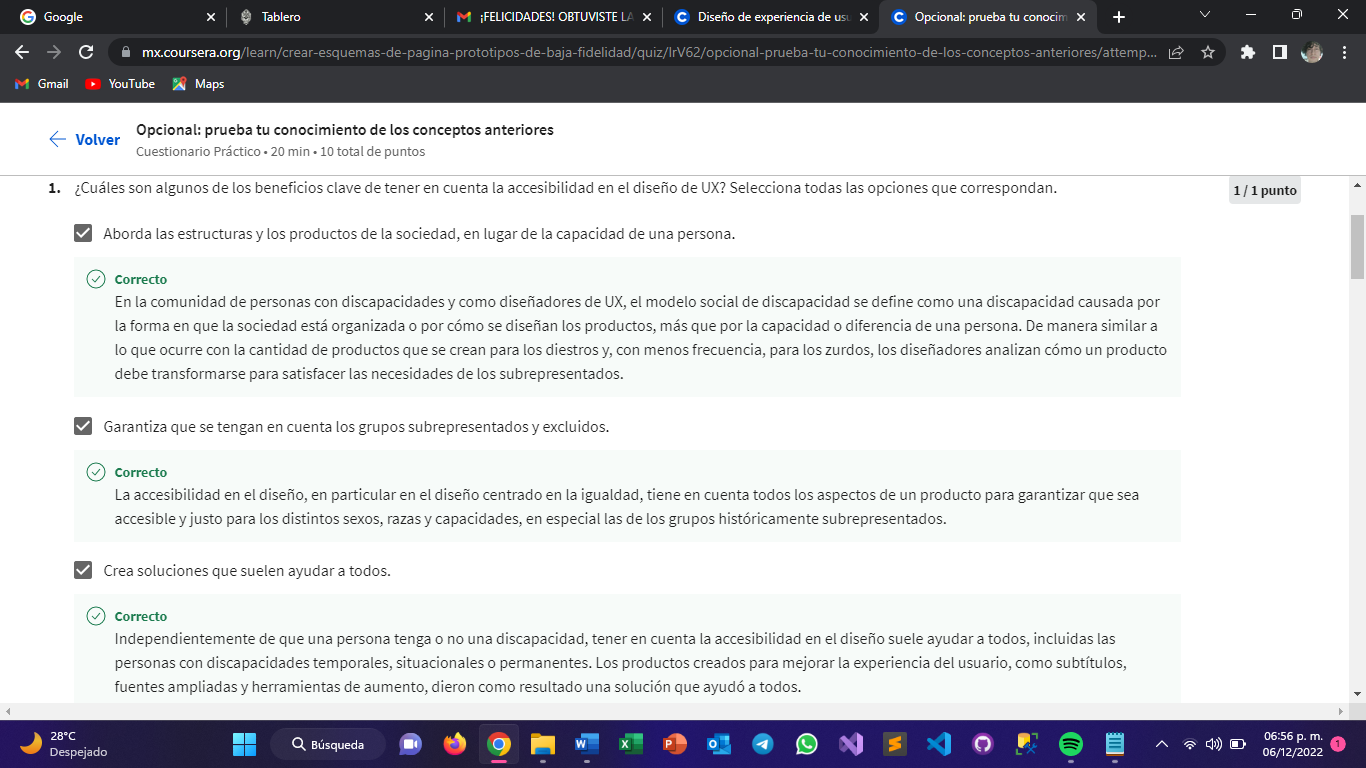 Google
Tablero
¡FELICIDADES! OBTUVISTE LA
Diseño de experiencia de usu
Opcional: prueba tu conocim
mx.coursera.org/learn/crear-esquemas-de-pagina-prototipos-de-baja-fidelidad/quiz/IrV62/opcional-prueba-tu-conocimiento-de-los-conceptos-anteriores/attemp...
Gmail
YouTube
Maps
Volver
Opcional: prueba tu conocimiento de los conceptos anteriores
Cuestionario Práctico • 20 min • 10 total de puntos
1. ¿Cuáles son algunos de los beneficios clave de tener en cuenta la accesibilidad en el diseño de UX? Selecciona todas las opciones que correspondan.
1 / 1 punto
Aborda las estructuras y los productos de la sociedad, en lugar de la capacidad de una persona.
Correcto
En la comunidad de personas con discapacidades y como diseñadores de UX, el modelo social de discapacidad se define como una discapacidad causada por
la forma en que la sociedad está organizada o por cómo se diseñan los productos, más que por la capacidad o diferencia de una persona. De manera similar a
lo que ocurre con la cantidad de productos que se crean para los diestros y, con menos frecuencia, para los zurdos, los diseñadores analizan cómo un producto
debe transformarse para satisfacer las necesidades de los subrepresentados.
Garantiza que se tengan en cuenta los grupos subrepresentados y excluidos.
Correcto
La accesibilidad en el diseño, en particular en el diseño centrado en la igualdad, tiene en cuenta todos los aspectos de un producto para garantizar que sea
accesible y justo para los distintos sexos, razas y capacidades, en especial las de los grupos históricamente subrepresentados.
Crea soluciones que suelen ayudar a todos.
Correcto
Independientemente de que una persona tenga o no una discapacidad, tener en cuenta la accesibilidad en el diseño suele ayudar a todos, incluidas las
personas con discapacidades temporales, situacionales o permanentes. Los productos creados para mejorar la experiencia del usuario, como subtítulos,
fuentes ampliadas y herramientas de aumento, dieron como resultado una solución que ayudó a todos.
28°C
Despejado
Búsqueda
06:56 p. m.
06/12/2022
1